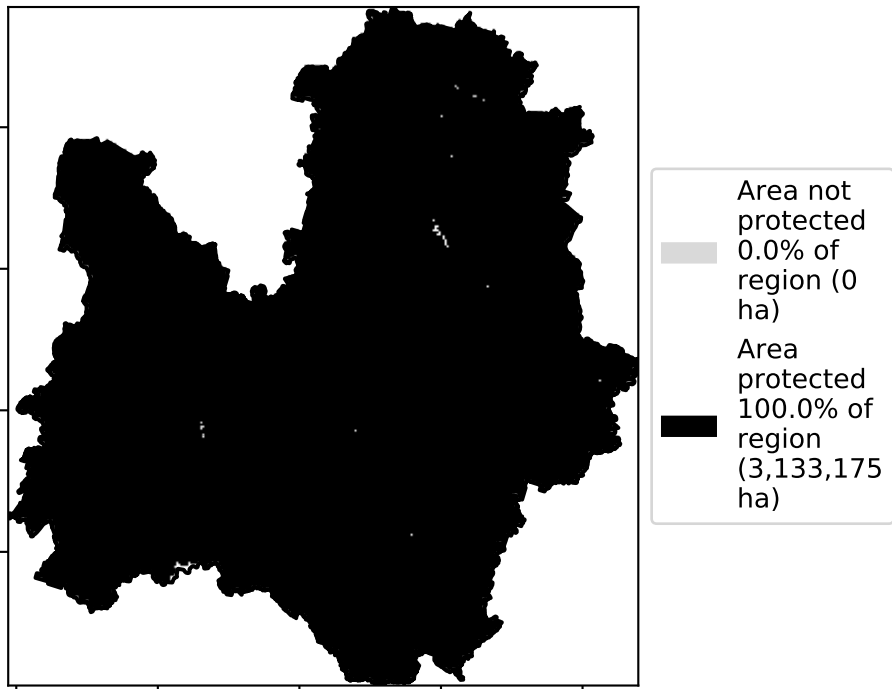 Area not
protected
0.0% of
region (0
ha)
Area
protected
100.0% of
region
(3,133,175
ha)